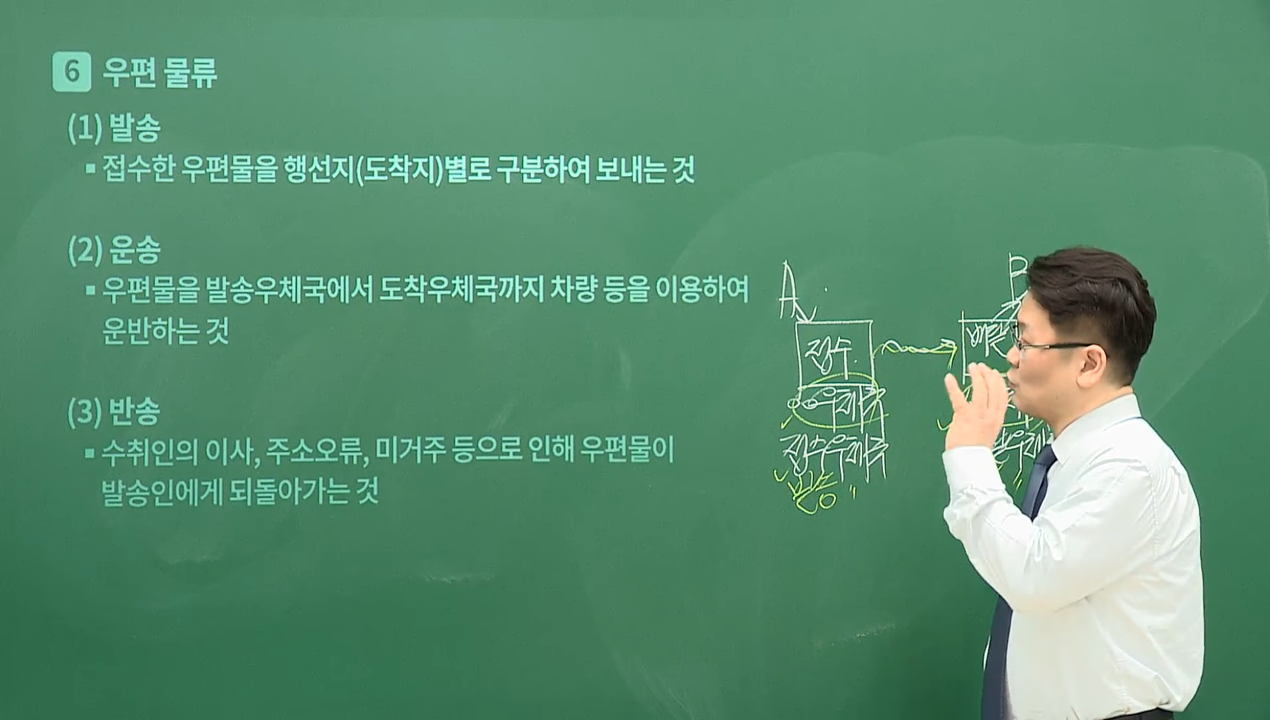 6 우편 물류
(1) 발송
▪ 접수한 우편물을 행선지(도착지)별로 구분하여 보내는 것
(2) 운송
▪ 우편물을 발송우체국에서 도착우체국까지 차량 등을 이용하여
운반하는 것
(3) 반송
▪ 수취인의 이사, 주소오류, 미거주 등으로 인해 우편물이
발송인에게 되돌아가는 것
A
B
접수
우체국
접수우체국
발송 〃